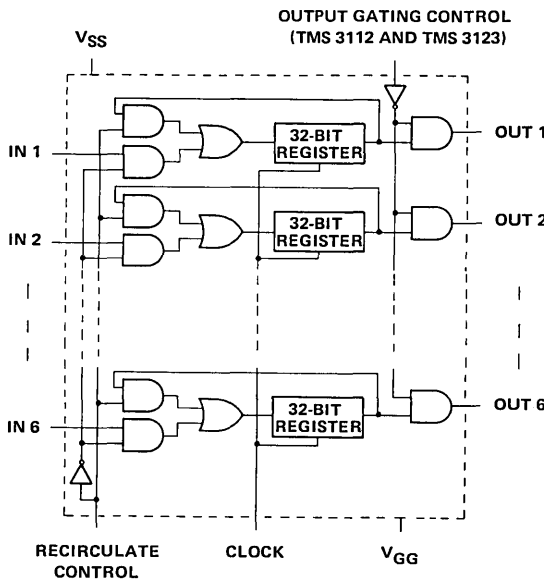 OUTPUT GATING CONTROL
(TMS 3112 AND TMS 3123)
VSS
IN 1
32-BIT
REGISTER
OUT 1
IN 2
32-BIT
REGISTER
OUT 2
IN 6
32-BIT
REGISTER
OUT 6
RECIRCULATE
CONTROL
CLOCK
VGG